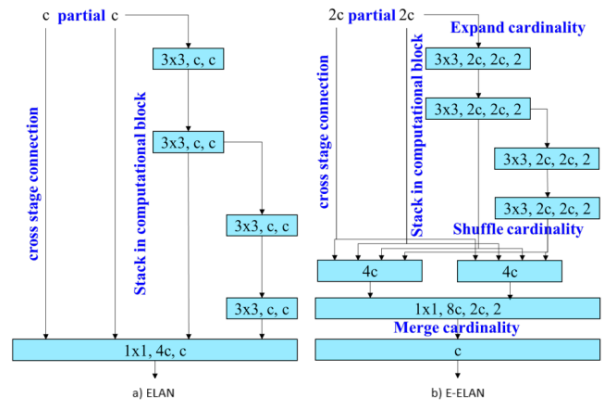 c partial c
3x3, c, c
cross stage connection
Stack in computational block
3x3, c, c
3x3, c, c
3x3, c, c
1x1, 4c, c
a) ELAN
2c partial 2c
Expand cardinality
3x3, 2c, 2c, 2
cross stage connection
Stack in computational block
3x3, 2c, 2c, 2
3x3, 2c, 2c, 2
3x3, 2c, 2c, 2
Shuffle cardinality
4c
4c
1x1, 8c, 2c, 2
Merge cardinality
c
b) E-ELAN